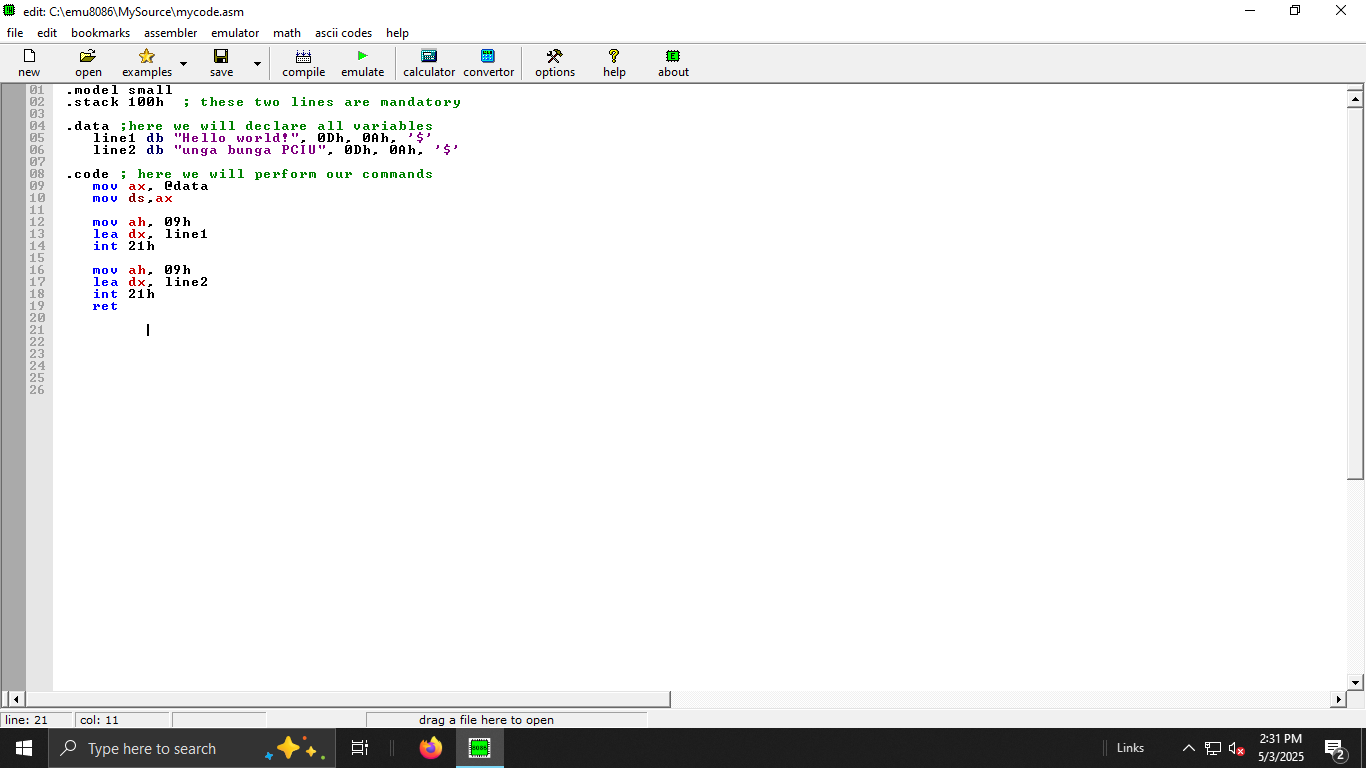 edit: C:\emu8086\MySource\mycode.asm
file edit bookmarks assembler emulator math ascii codes help
new open examples save compile emulate calculator convertor options help about
01 .model small
02 .stack 100h ; these two lines are mandatory
03
04 .data ;here we will declare all variables
05 line1 db "Hello world!", 0Dh, 0Ah, '$'
06 line2 db "unga bunga PCIU", 0Dh, 0Ah, '$'
07
08 .code ; here we will perform our commands
09 mov ax, @data
10 mov ds,ax
11
12 mov ah, 09h
13 lea dx, line1
14 int 21h
15
16 mov ah, 09h
17 lea dx, line2
18 int 21h
19 ret
20
21
22
23
24
25
26
line: 21 col: 11 drag a file here to open
Type here to search 8086 Links 2:31 PM
5/3/2025 2